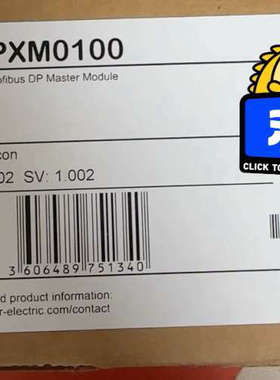 PXM0100
ofibus DP Master Module
con
02 SV: 1.002
CLICK TO
3 606489 751340
d product information:
r-electric.com/contact